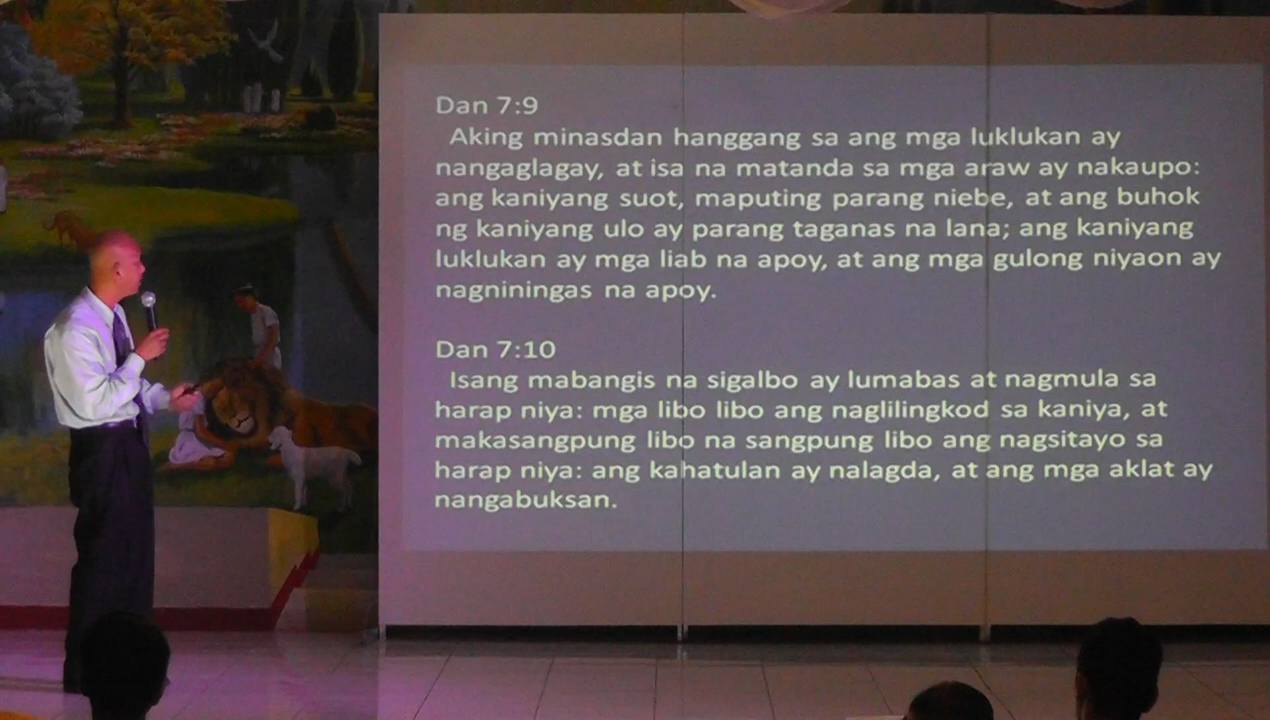 Dan 7:9
Aking minasdan hanggang sa ang mga luklukan ay
nangaglagay, at isa na matanda sa mga araw ay nakaupo:
ang kaniyang suot, maputing parang niebe, at ang buhok
ng kaniyang ulo ay parang taganas na lana; ang kaniyang
luklukan ay mga liab na apoy, at ang mga gulong niyaon ay
nagniningas na apoy.
Dan 7:10
Isang mabangis na sigalbo ay lumabas at nagmula sa
harap niya: mga libo libo ang naglilingkod sa kaniya, at
makasangpung libo na sangpung libo ang nagsitayo sa
harap niya: ang kahatulan ay nalagda, at ang mga aklat ay
nangabuksan.